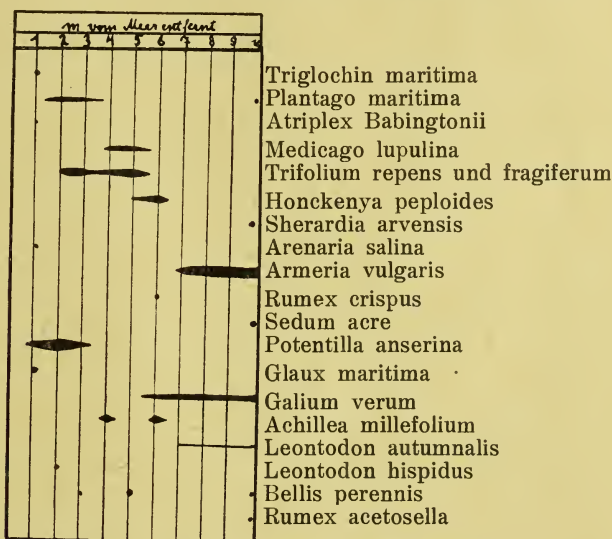 m vom Meer entfernt
1 2 3 4 5 6 7 8 9 10
Triglochin maritima
Plantago maritima
Atriplex Babingtonii
Medicago lupulina
Trifolium repens und fragiferum
Honckenya peploides
Sherardia arvensis
Arenaria salina
Armeria vulgaris
Rumex crispus
Sedum acre
Potentilla anserina
Glaux maritima
Galium verum
Achillea millefolium
Leontodon autumnalis
Leontodon hispidus
Bellis perennis
Rumex acetosella